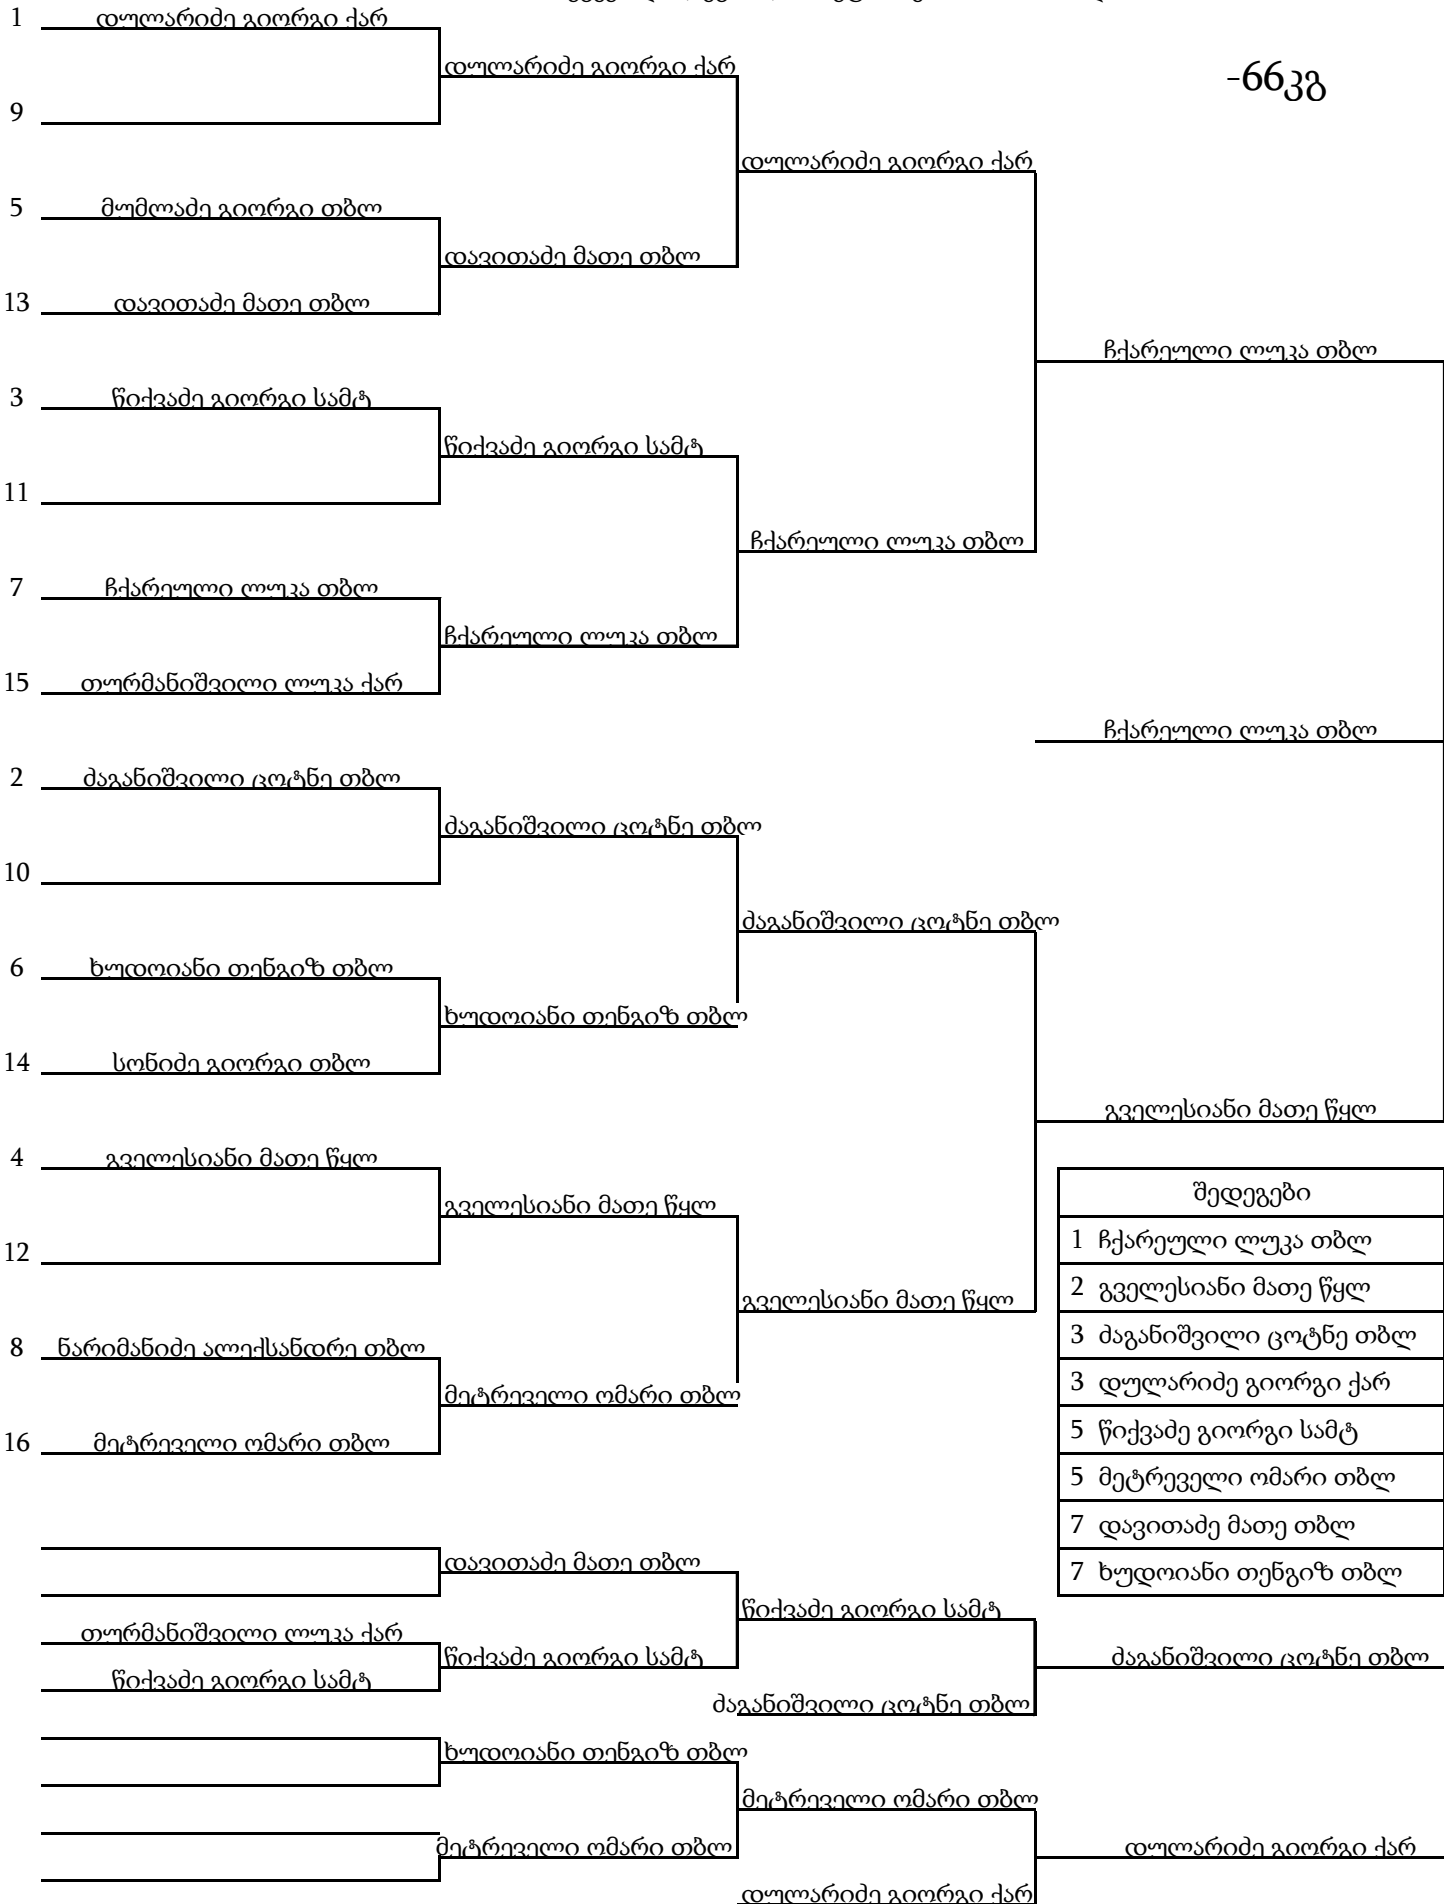 1 დულარიძე გიორგი ქარ
დულარიძე გიორგი ქარ
-66კგ
9
დულარიძე გიორგი ქარ
5 მუმლაძე გიორგი თბლ
დავითაძე მათე თბლ
13 დავითაძე მათე თბლ
ჩქარეული ლუკა თბლ
3 წიქვაძე გიორგი სამტ
წიქვაძე გიორგი სამტ
11
ჩქარეული ლუკა თბლ
7 ჩქარეული ლუკა თბლ
ჩქარეული ლუკა თბლ
15 თურმანიშვილი ლუკა ქარ
ჩქარეული ლუკა თბლ
2 ძაგანიშვილი ცოტნე თბლ
ძაგანიშვილი ცოტნე თბლ
10
ძაგანიშვილი ცოტნე თბლ
6 ხუდოიანი თენგიზ თბლ
ხუდოიანი თენგიზ თბლ
14 სონიძე გიორგი თბლ
გველესიანი მათე წყლ
4 გველესიანი მათე წყლ
შედეგები
გველესიანი მათე წყლ
1 ჩქარეული ლუკა თბლ
12
2 გველესიანი მათე წყლ
გველესიანი მათე წყლ
3 ძაგანიშვილი ცოტნე თბლ
8 ნარიმანიძე ალექსანდრე თბლ
3 დულარიძე გიორგი ქარ
მეტრეველი ომარი თბლ
5 წიქვაძე გიორგი სამტ
16 მეტრეველი ომარი თბლ
5 მეტრეველი ომარი თბლ
7 დავითაძე მათე თბლ
დავითაძე მათე თბლ
7 ხუდოიანი თენგიზ თბლ
წიქვაძე გიორგი სამტ
თურმანიშვილი ლუკა ქარ
წიქვაძე გიორგი სამტ
ძაგანიშვილი ცოტნე თბლ
წიქვაძე გიორგი სამტ
ძაგანიშვილი ცოტნე თბლ
ხუდოიანი თენგიზ თბლ
მეტრეველი ომარი თბლ
მეტრეველი ომარი თბლ
დულარიძე გიორგი ქარ
დულარიძე გიორგი ქარ